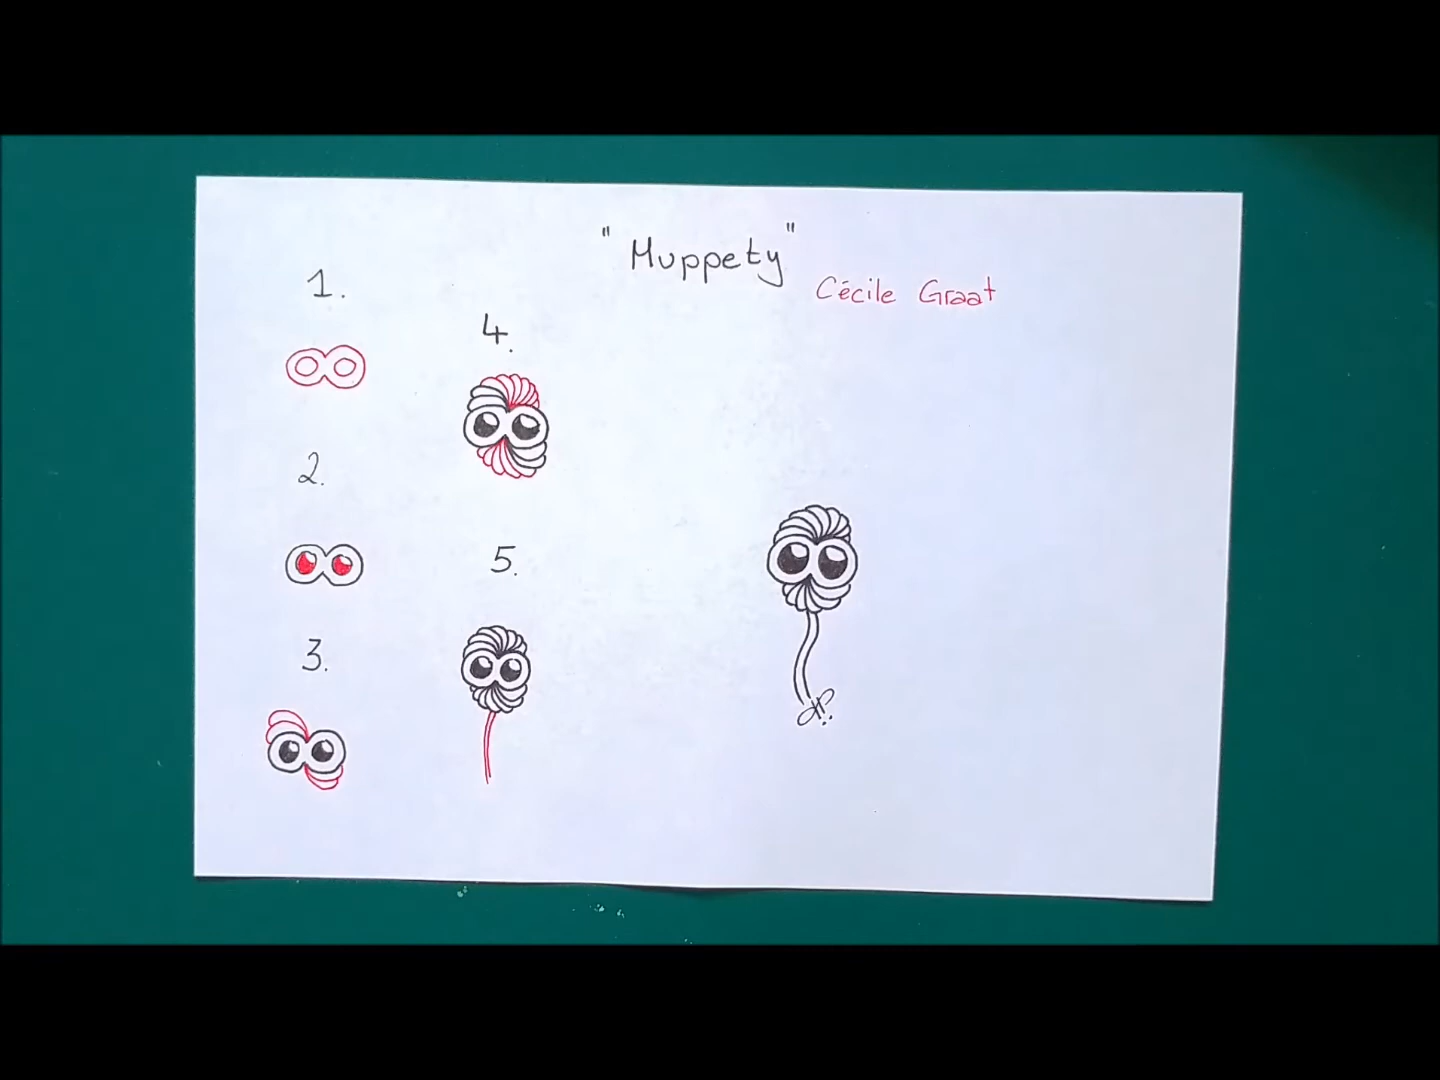 "Muppety"
Cécile Graat
1.
2.
3.
4.
5.